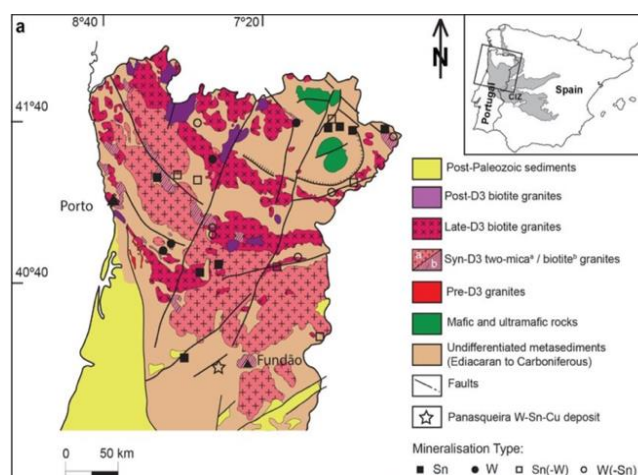 a
8°40
7°20
N
41°40
Porto
40°40
Fundão
0
50 km
Portugal
CIZ
Spain
Post-Paleozoic sediments
Post-D3 biotite granites
Late-D3 biotite granites
a
b
Syn-D3 two-micaᵃ / biotiteᵇ granites
Pre-D3 granites
Mafic and ultramafic rocks
Undifferentiated metasediments
(Ediacaran to Carboniferous)
Faults
Panasqueira W-Sn-Cu deposit
Mineralisation Type:
Sn W Sn(-W) W(-Sn)